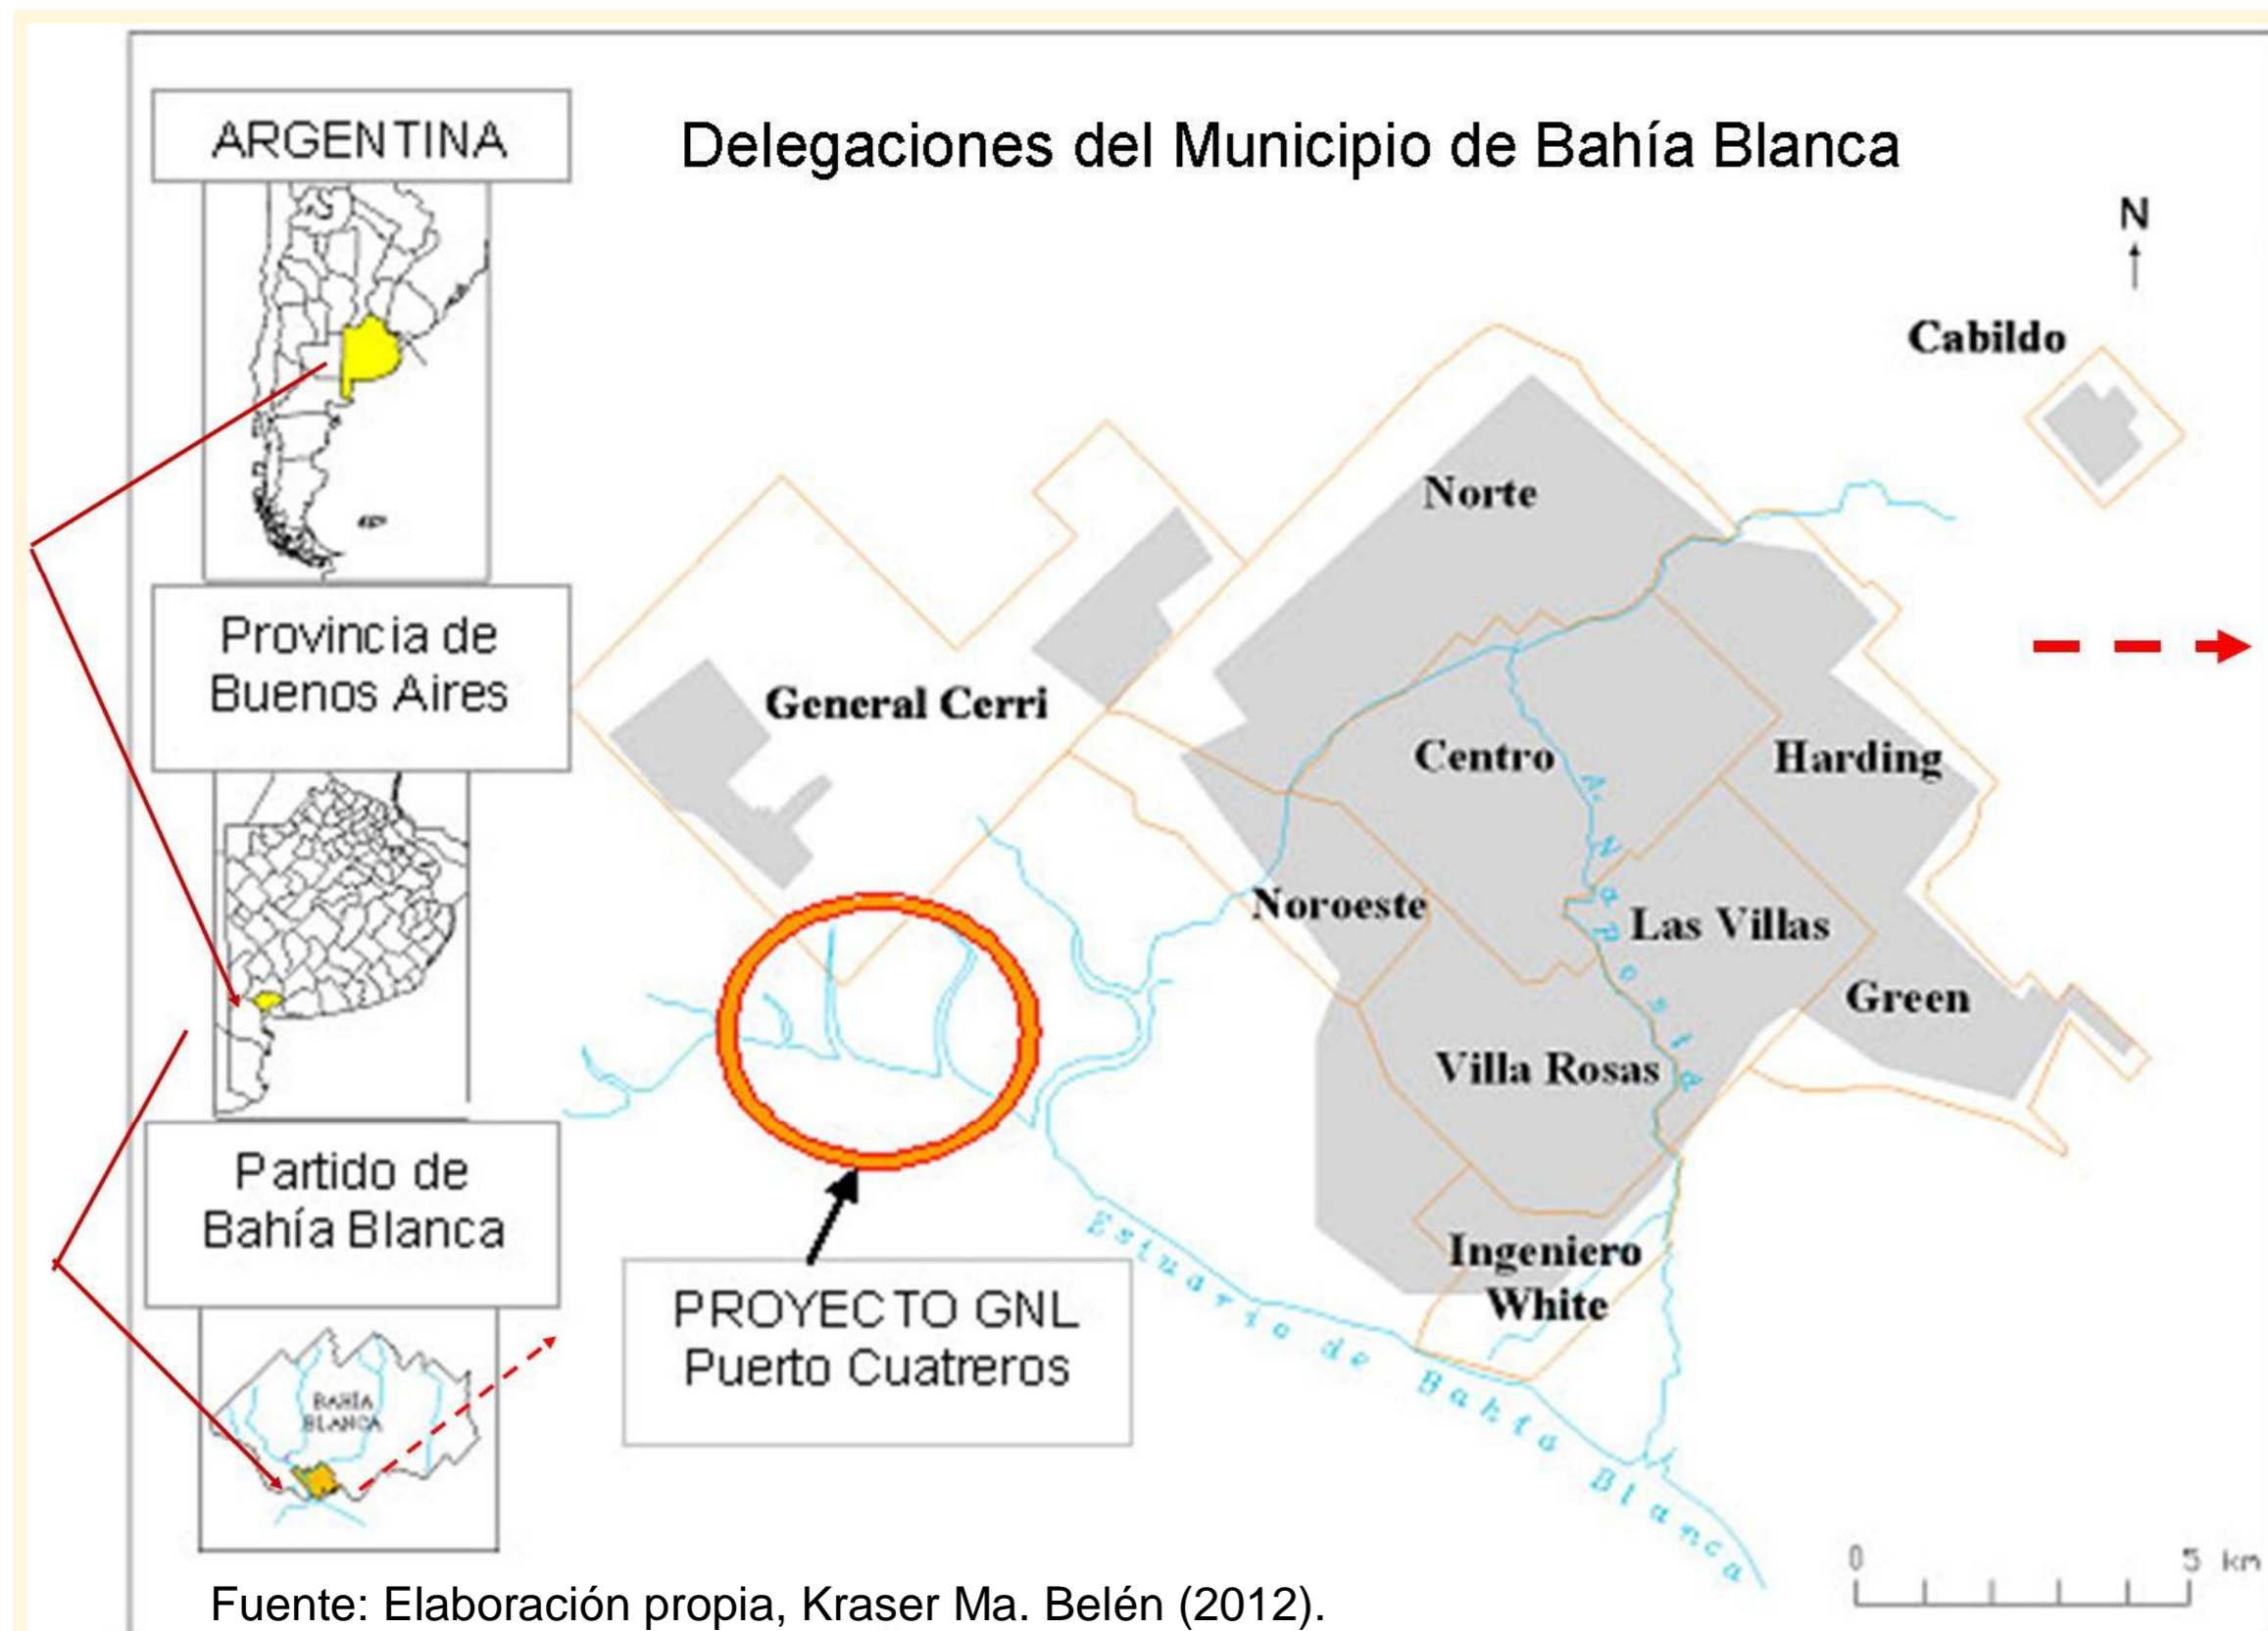 Delegaciones del Municipio de Bahía Blanca
ARGENTINA
Provincia de
Buenos Aires
Partido de
Bahía Blanca
BAHIA
BLANCA
N
Cabildo
Norte
General Cerri
Centro
Harding
A. Napostá
Noroeste
Las Villas
Green
Villa Rosas
Ingeniero
White
PROYECTO GNL
Puerto Cuatreros
Estuario de Bahía Blanca
0 5 km
Fuente: Elaboración propia, Kraser Ma. Belén (2012).